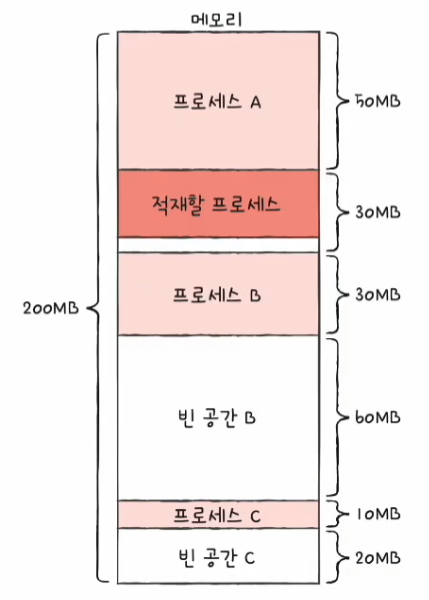 메모리
프로세스 A
50MB
적재할 프로세스
30MB
200MB
프로세스 B
30MB
빈 공간 B
60MB
프로세스 C
10MB
빈 공간 C
20MB